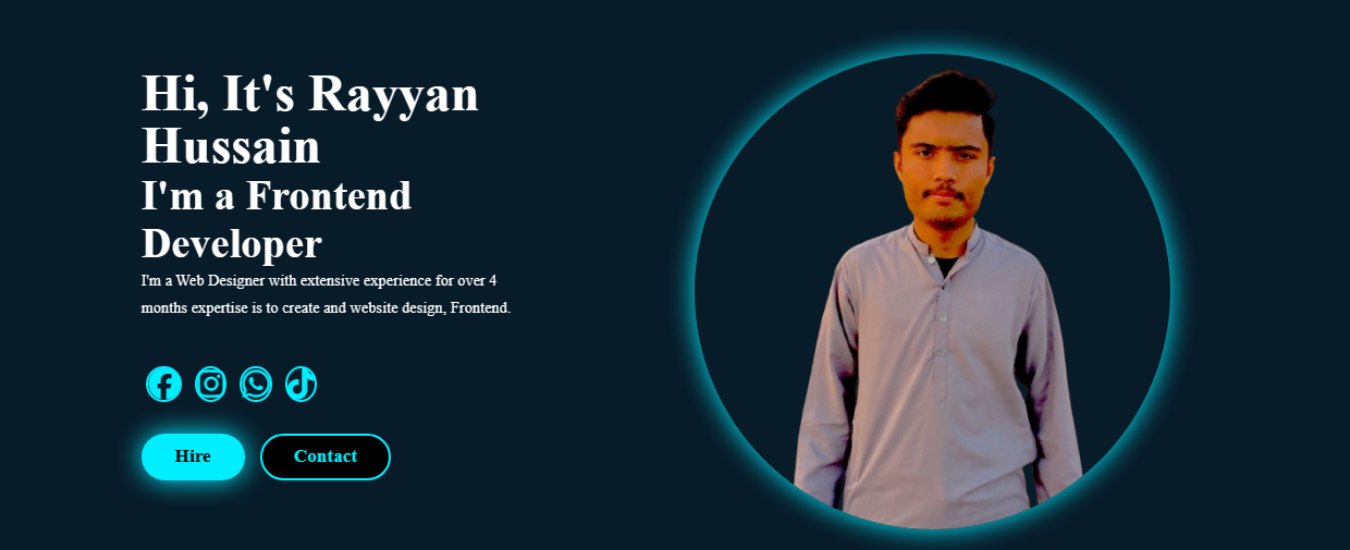 Hi, It's Rayyan
Hussain
I'm a Frontend
Developer
I'm a Web Designer with extensive experience for over 4
months expertise is to create and website design, Frontend.
Hire
Contact